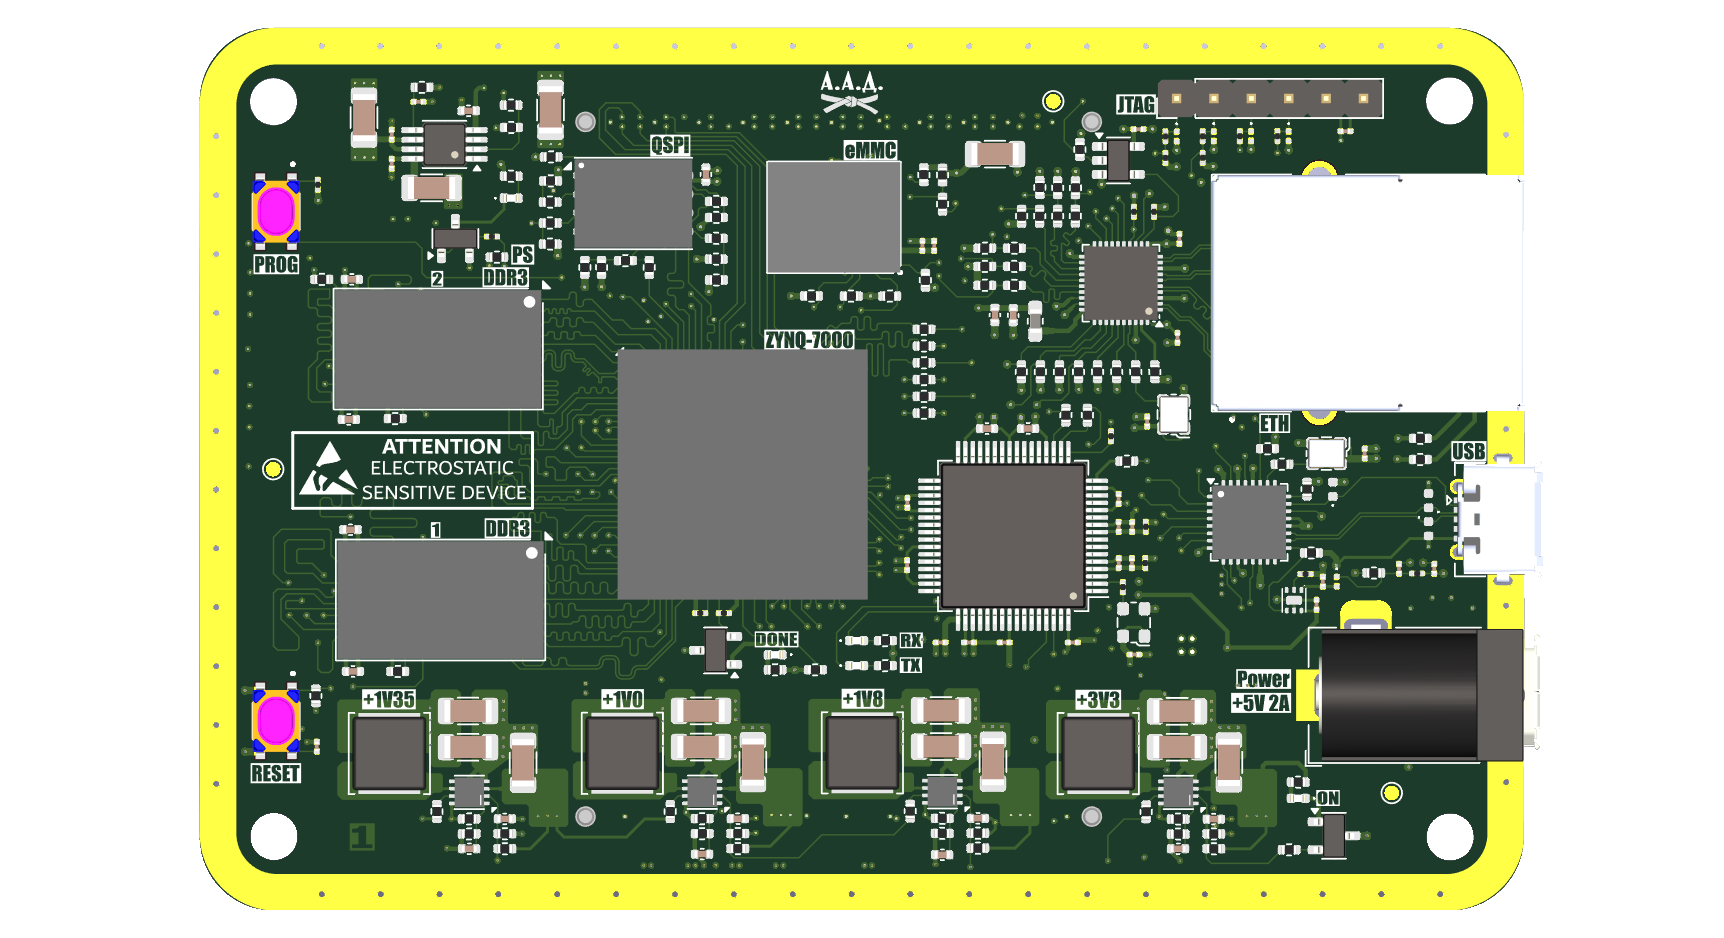 А.А.Д.
JTAG
QSPI
eMMC
PROG
PS
2
DDR3
ZYNQ-7000
ETH
USB
ATTENTION
ELECTROSTATIC
SENSITIVE DEVICE
1
DDR3
DONE
RX
TX
Power
+5V 2A
+1V35
+1V0
+1V8
+3V3
RESET
ON
1